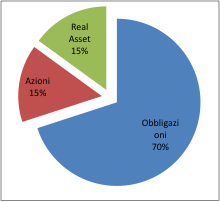 Real
Asset
15%
Azioni
15%
Obbligazi
oni
70%